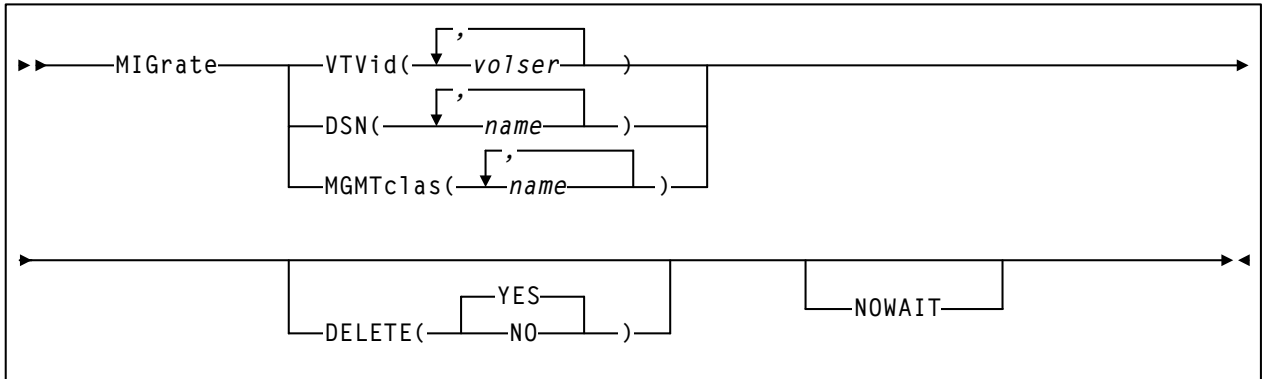 ,
MIGrate VTVid( volser )
,
DSN( name )
,
MGMTclas( name )
YES
DELETE( NO )
NOWAIT